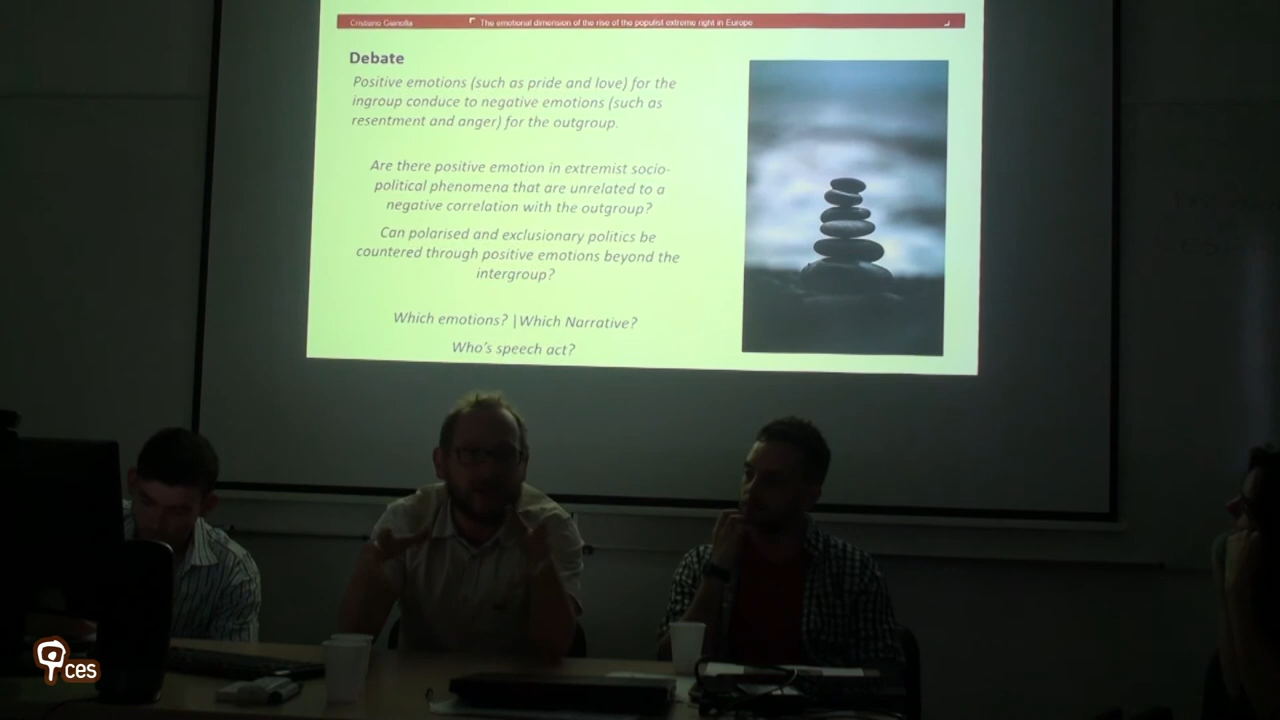 Cristiano Gianolla
The emotional dimension of the rise of the populist extreme right in Europe
Debate
Positive emotions (such as pride and love) for the
ingroup conduce to negative emotions (such as
resentment and anger) for the outgroup.
Are there positive emotion in extremist socio-
political phenomena that are unrelated to a
negative correlation with the outgroup?
Can polarised and exclusionary politics be
countered through positive emotions beyond the
intergroup?
Which emotions? |Which Narrative?
Who's speech act?
ces